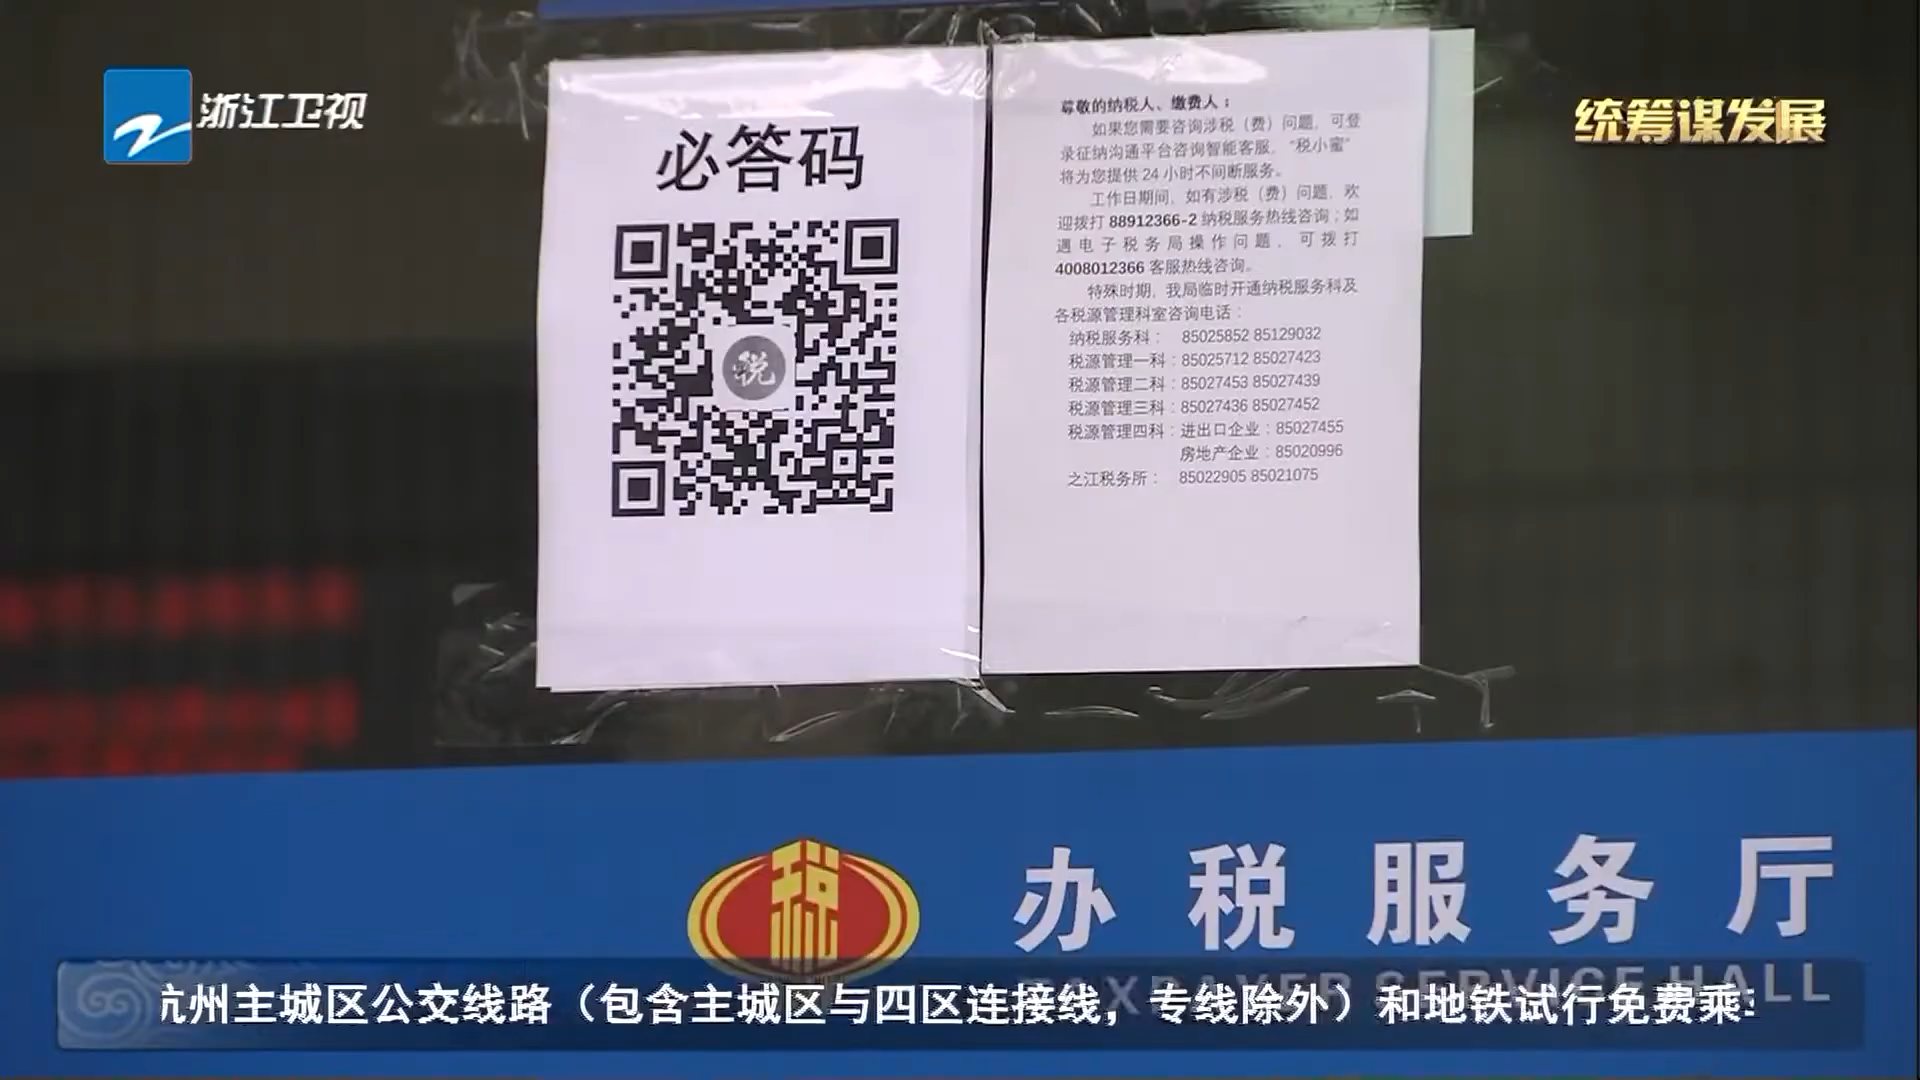 浙江卫视
统筹谋发展
必答码
税
尊敬的纳税人、缴费人：
如果您需要咨询涉税（费）问题，可登
录征纳沟通平台咨询智能客服，“税小蜜”
将为您提供 24 小时不间断服务。
工作日期间，如有涉税（费）问题，欢
迎拨打 88912366-2 纳税服务热线咨询；如
遇电子税务局操作问题，可拨打
4008012366 客服热线咨询。
特殊时期，我局临时开通纳税服务科及
各税源管理科室咨询电话：
纳税服务科： 85025852 85129032
税源管理一科：85025712 85027423
税源管理二科：85027453 85027439
税源管理三科：85027436 85027452
税源管理四科：进出口企业：85027455
房地产企业：85020996
之江税务所： 85022905 85021075
税
办税服务厅
TAXPAYER SERVICE HALL
杭州主城区公交线路（包含主城区与四区连接线，专线除外）和地铁试行免费乘